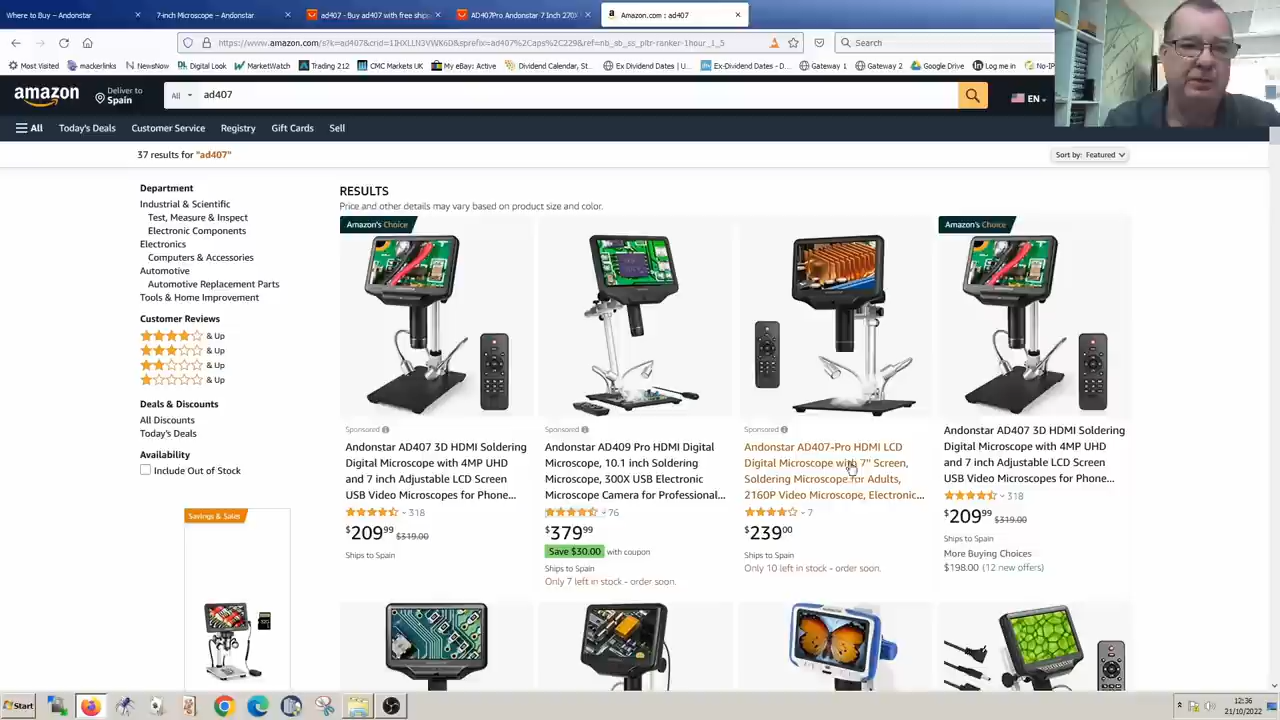 Where to Buy – Andonstar
7-inch Microscope – Andonstar
ad407 - Buy ad407 with free ship
AD407Pro Andonstar 7 Inch 270X
Amazon.com : ad407
https://www.amazon.com/s?k=ad407&crid=1IHXLLN3VWK6D&sprefix=ad407%2Caps%2C229&ref=nb_sb_ss_pltr-ranker-1hour_1_5
Search
Most Visited
mackerlinks
NewsNow
Digital Look
MarketWatch
Trading 212
CMC Markets UK
My eBay: Active
Dividend Calendar, St...
Ex Dividend Dates | U...
Ex-Dividend Dates - D...
Gateway 1
Gateway 2
Google Drive
Log me in
No-IP
amazon
Deliver to
Spain
All
ad407
EN
All
Today's Deals
Customer Service
Registry
Gift Cards
Sell
37 results for "ad407"
Sort by: Featured
Department
Industrial & Scientific
Test, Measure & Inspect
Electronic Components
Electronics
Computers & Accessories
Automotive
Automotive Replacement Parts
Tools & Home Improvement
Customer Reviews
& Up
& Up
& Up
& Up
Deals & Discounts
All Discounts
Today's Deals
Availability
Include Out of Stock
Savings & Sales
RESULTS
Price and other details may vary based on product size and color.
Amazon's Choice
Sponsored
Andonstar AD407 3D HDMI Soldering
Digital Microscope with 4MP UHD
and 7 inch Adjustable LCD Screen
USB Video Microscopes for Phone...
318
$209.99 $319.00
Ships to Spain
Sponsored
Andonstar AD409 Pro HDMI Digital
Microscope, 10.1 inch Soldering
Microscope, 300X USB Electronic
Microscope Camera for Professional...
76
$379.99
Save $30.00 with coupon
Ships to Spain
Only 7 left in stock - order soon.
Sponsored
Andonstar AD407-Pro HDMI LCD
Digital Microscope with 7" Screen,
Soldering Microscope for Adults,
2160P Video Microscope, Electronic...
7
$239.00
Ships to Spain
Only 10 left in stock - order soon.
Amazon's Choice
Andonstar AD407 3D HDMI Soldering
Digital Microscope with 4MP UHD
and 7 inch Adjustable LCD Screen
USB Video Microscopes for Phone...
318
$209.99 $319.00
Ships to Spain
More Buying Choices
$198.00 (12 new offers)
Start
12:36
21/10/2022